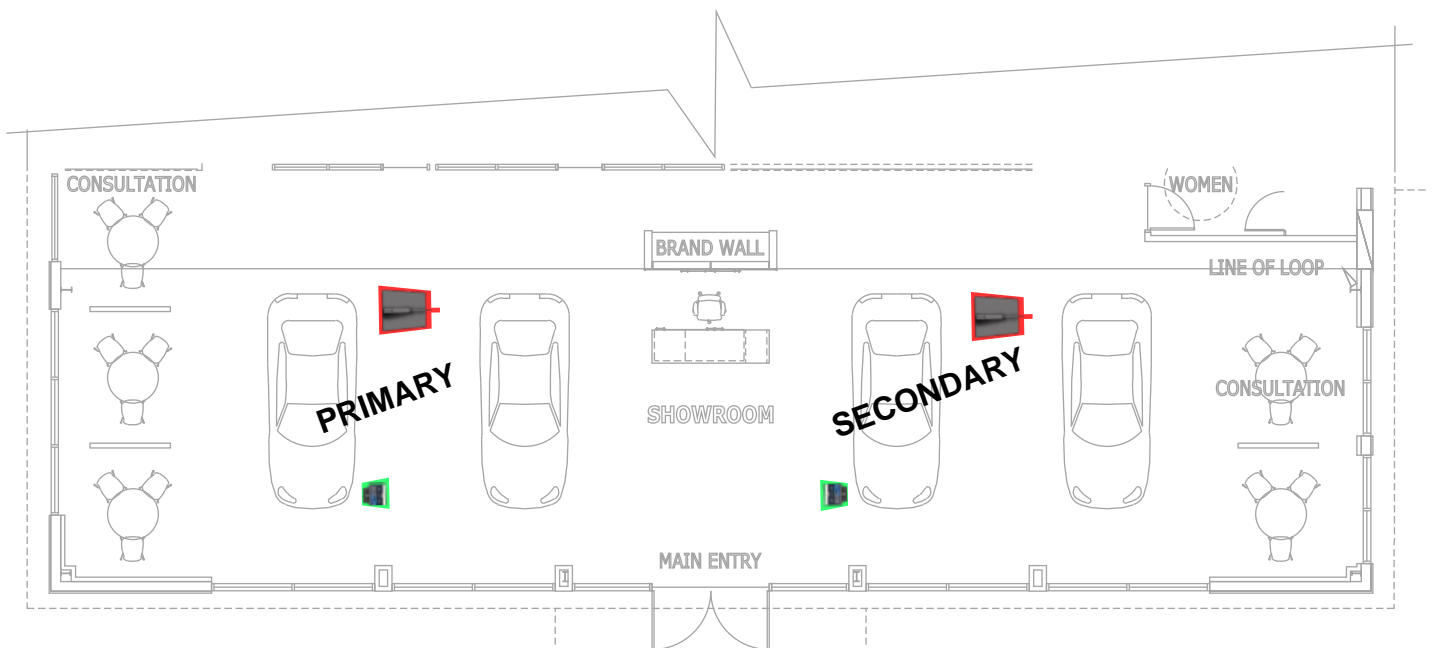 CONSULTATION
WOMEN
BRAND WALL
LINE OF LOOP
PRIMARY
SECONDARY
CONSULTATION
SHOWROOM
MAIN ENTRY